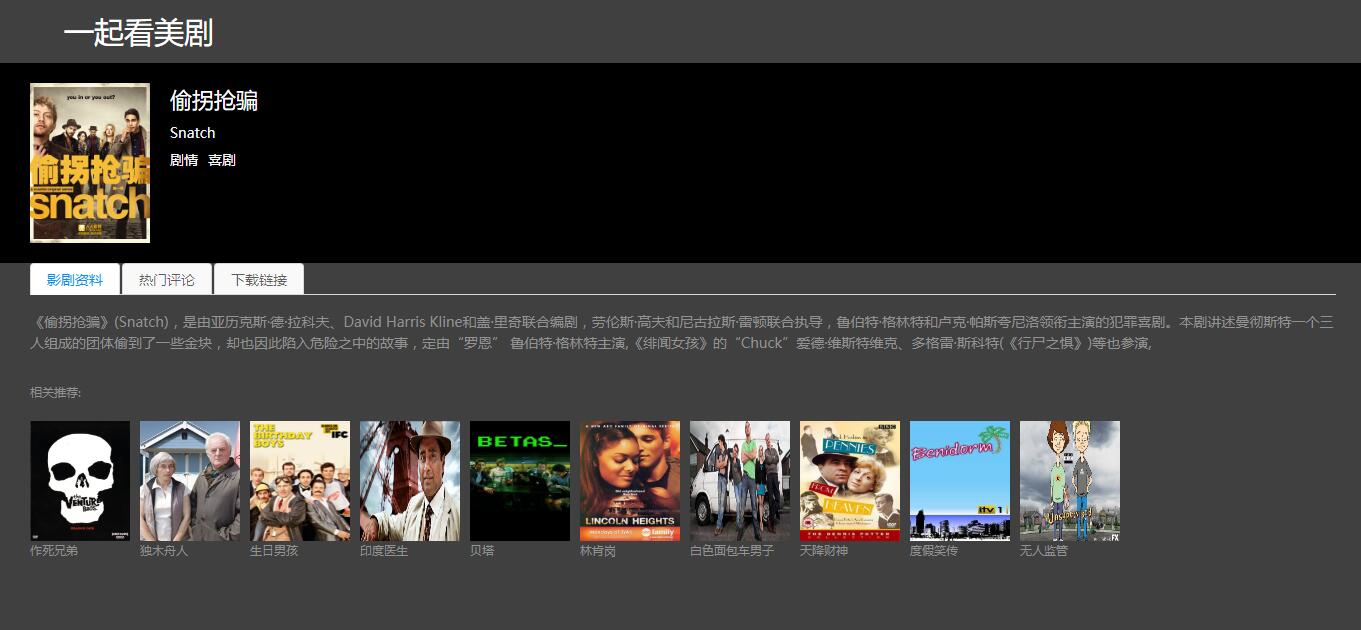 一起看美剧
you in or you out?
偷拐抢骗
snatch
偷拐抢骗
Snatch
剧情 喜剧
影剧资料 热门评论 下载链接
《偷拐抢骗》(Snatch)，是由亚历克斯·德·拉科夫、David Harris Kline和盖·里奇联合编剧，劳伦斯·高夫和尼古拉斯·雷顿联合执导，鲁伯特·格林特和卢克·帕斯夸尼洛领衔主演的犯罪喜剧。本剧讲述曼彻斯特一个三
人组成的团体偷到了一些金块，却也因此陷入危险之中的故事，定由“罗恩” 鲁伯特·格林特主演,《绯闻女孩》的“Chuck”爱德·维斯特维克、多格雷·斯科特(《行尸之惧》)等也参演,
相关推荐:
the
VENTURE
BROS.
THE
BIRTHDAY
BOYS
IFC
BETAS_
LINCOLN HEIGHTS
abc family
BBC
PENNIES
FROM
HEAVEN
Benidorm
itv 1
Unsupervised
FX
作死兄弟 独木舟人 生日男孩 印度医生 贝塔 林肯岗 白色面包车男子 天降财神 度假笑传 无人监管